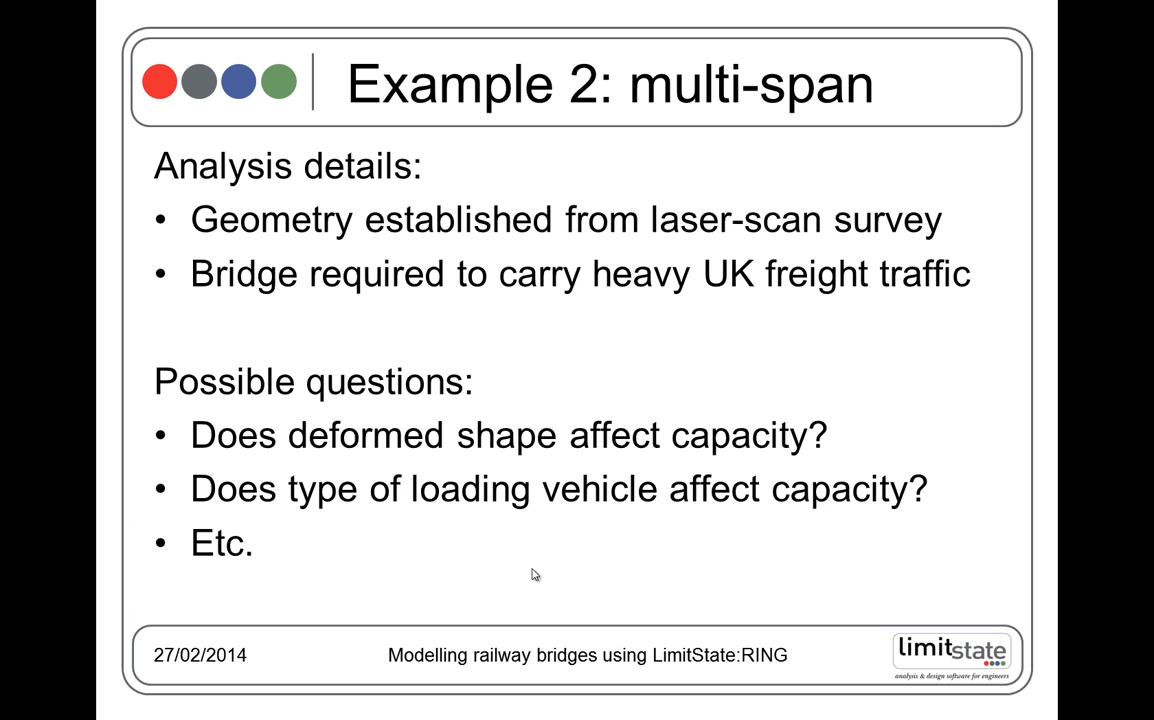 Example 2: multi-span
Analysis details:
• Geometry established from laser-scan survey
• Bridge required to carry heavy UK freight traffic
Possible questions:
• Does deformed shape affect capacity?
• Does type of loading vehicle affect capacity?
• Etc.
27/02/2014
Modelling railway bridges using LimitState:RING
limitstate
analysis & design software for engineers